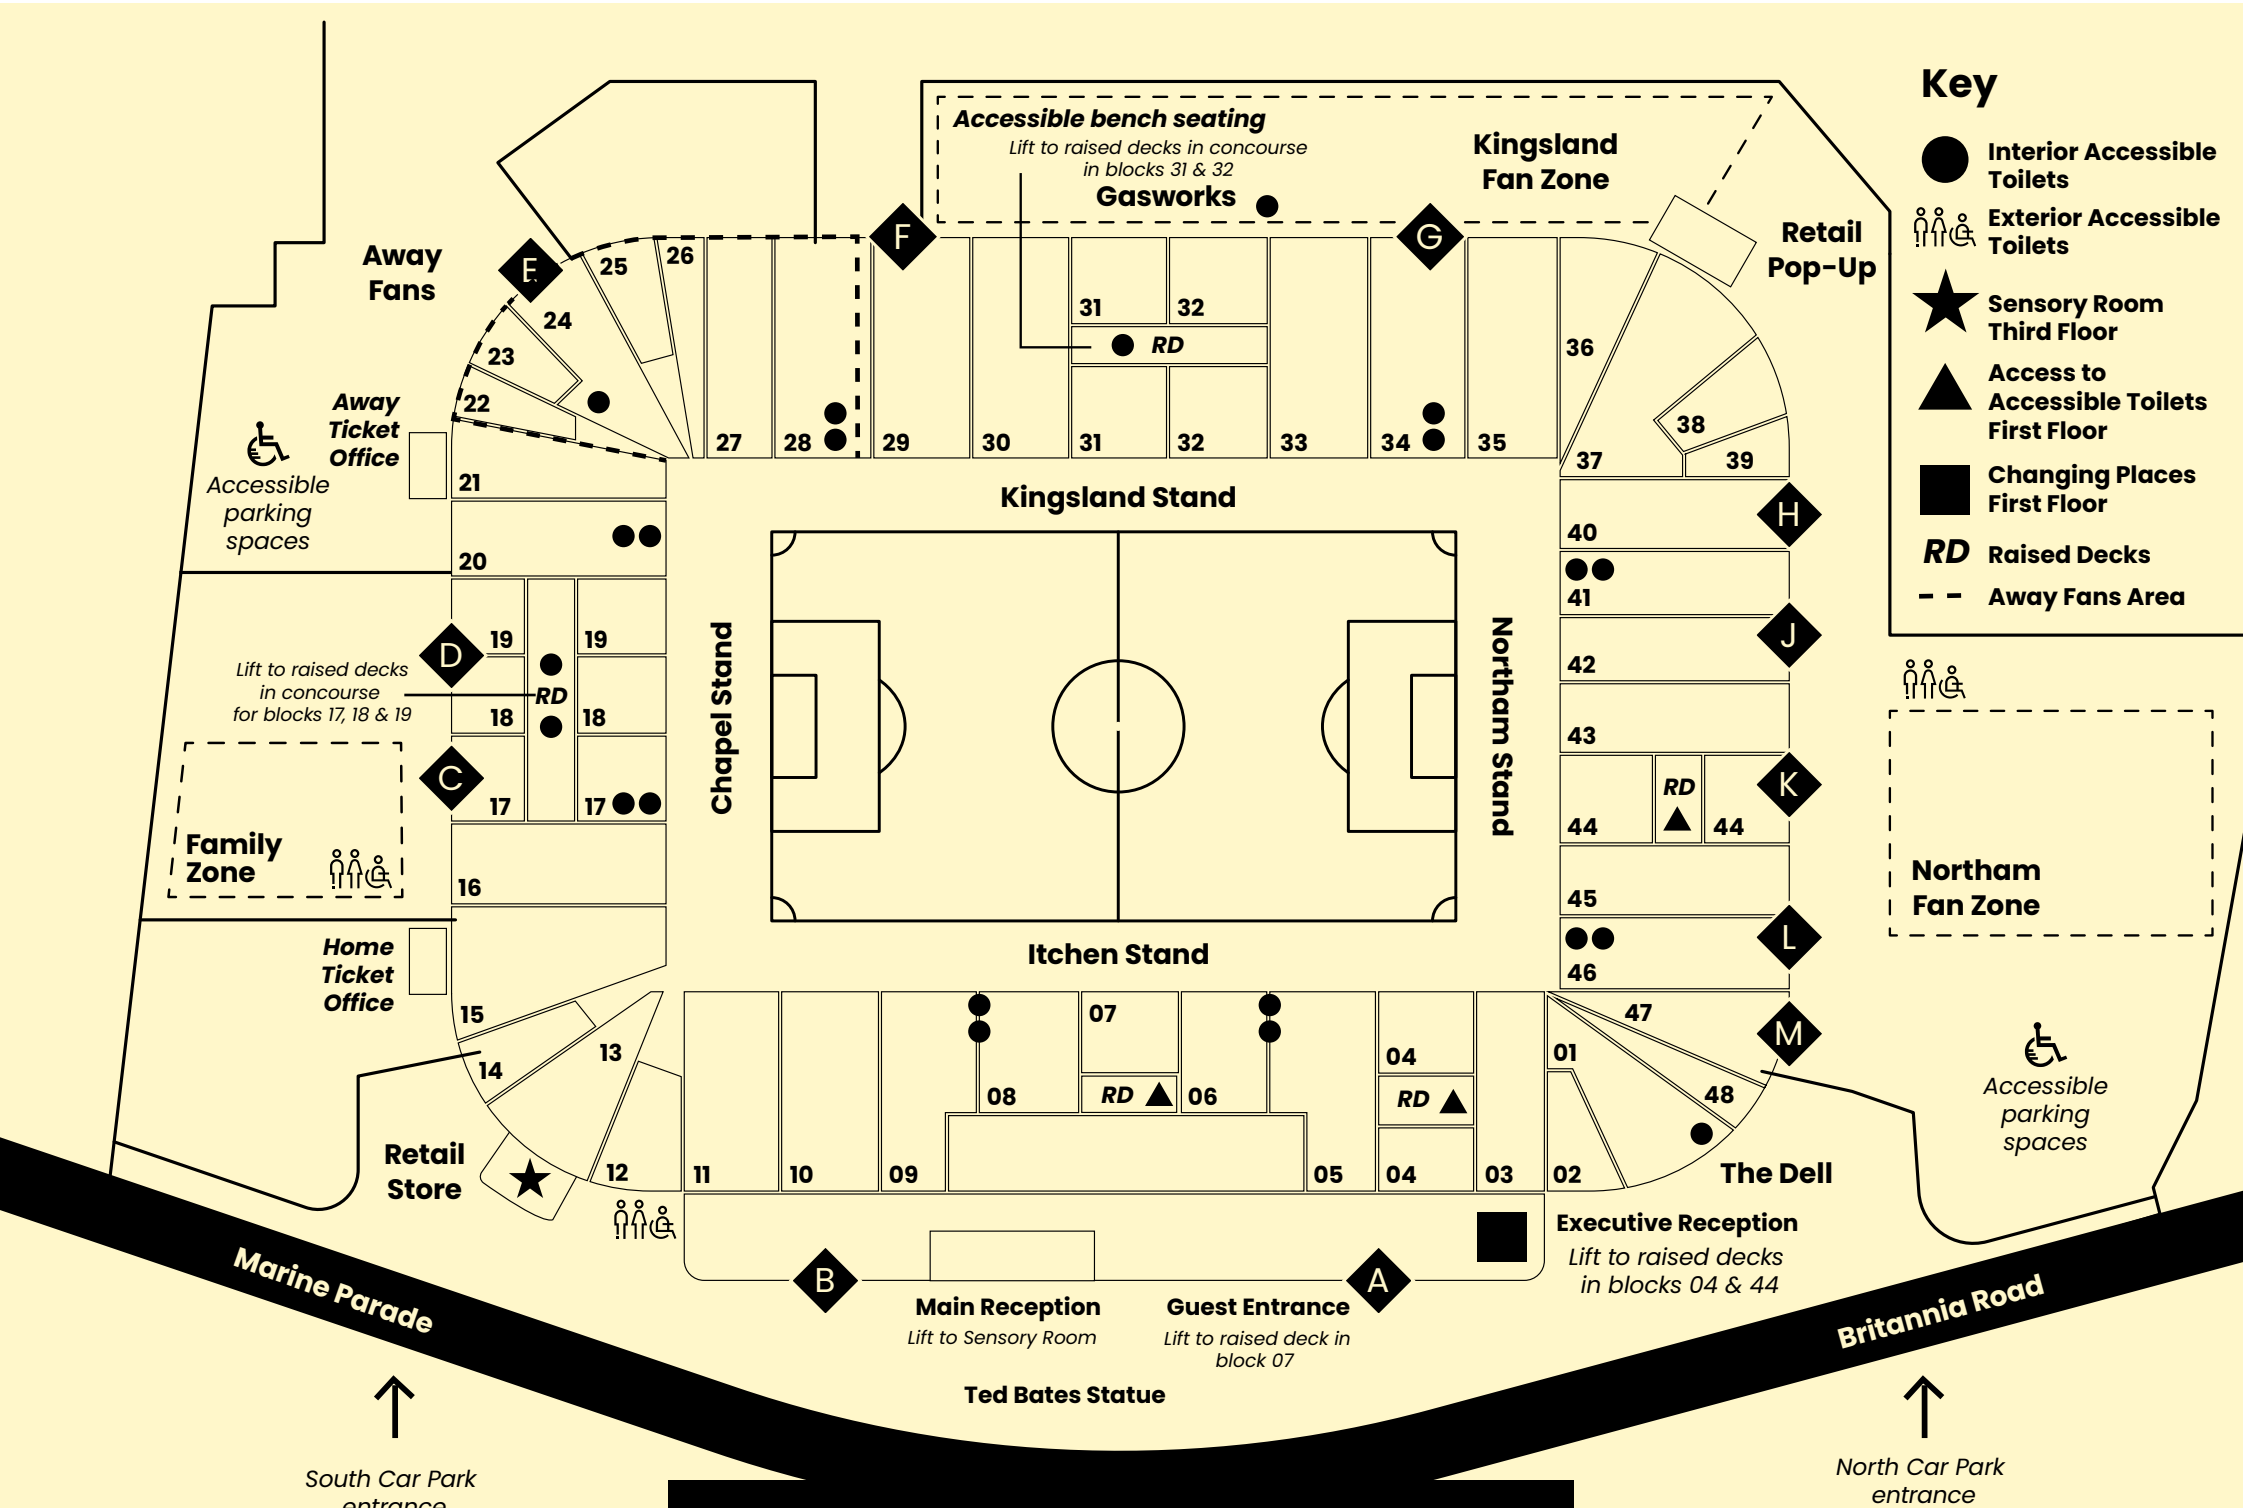 Key
Interior Accessible
Toilets
Exterior Accessible
Toilets
Sensory Room
Third Floor
Access to
Accessible Toilets
First Floor
Changing Places
First Floor
RD Raised Decks
Away Fans Area
Accessible bench seating
Lift to raised decks in concourse
in blocks 31 & 32
Gasworks
Kingsland
Fan Zone
Retail
Pop-Up
Away
Fans
E
F
G
25
26
24
23
22
31
32
RD
36
27
28
29
30
31
32
33
34
35
37
38
39
Away
Ticket
Office
Accessible
parking
spaces
21
20
Kingsland Stand
H
40
41
J
42
43
19
19
D
Lift to raised decks
in concourse
for blocks 17, 18 & 19
RD
18
18
C
17
17
Chapel Stand
Northam Stand
RD
K
44
44
Family
Zone
16
45
Northam
Fan Zone
L
46
Home
Ticket
Office
15
Itchen Stand
47
M
14
13
07
04
01
48
08
RD
06
RD
Accessible
parking
spaces
Retail
Store
12
11
10
09
05
04
03
02
The Dell
Executive Reception
Lift to raised decks
in blocks 04 & 44
B
A
Main Reception
Lift to Sensory Room
Guest Entrance
Lift to raised deck in
block 07
Ted Bates Statue
Marine Parade
Britannia Road
South Car Park
entrance
North Car Park
entrance